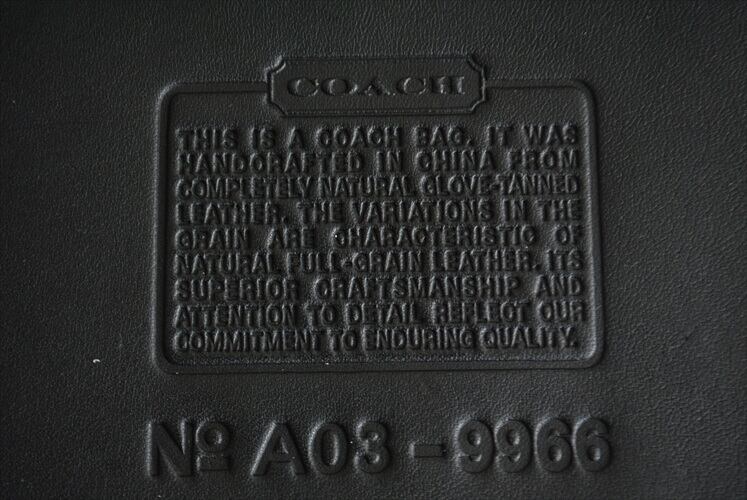 COACH
THIS IS A COACH BAG. IT WAS
HANDCRAFTED IN CHINA FROM
COMPLETELY NATURAL GLOVE-TANNED
LEATHER. THE VARIATIONS IN THE
GRAIN ARE CHARACTERISTIC OF
NATURAL FULL-GRAIN LEATHER. ITS
SUPERIOR CRAFTSMANSHIP AND
ATTENTION TO DETAIL REFLECT OUR
COMMITMENT TO ENDURING QUALITY.
Nº A03-9966